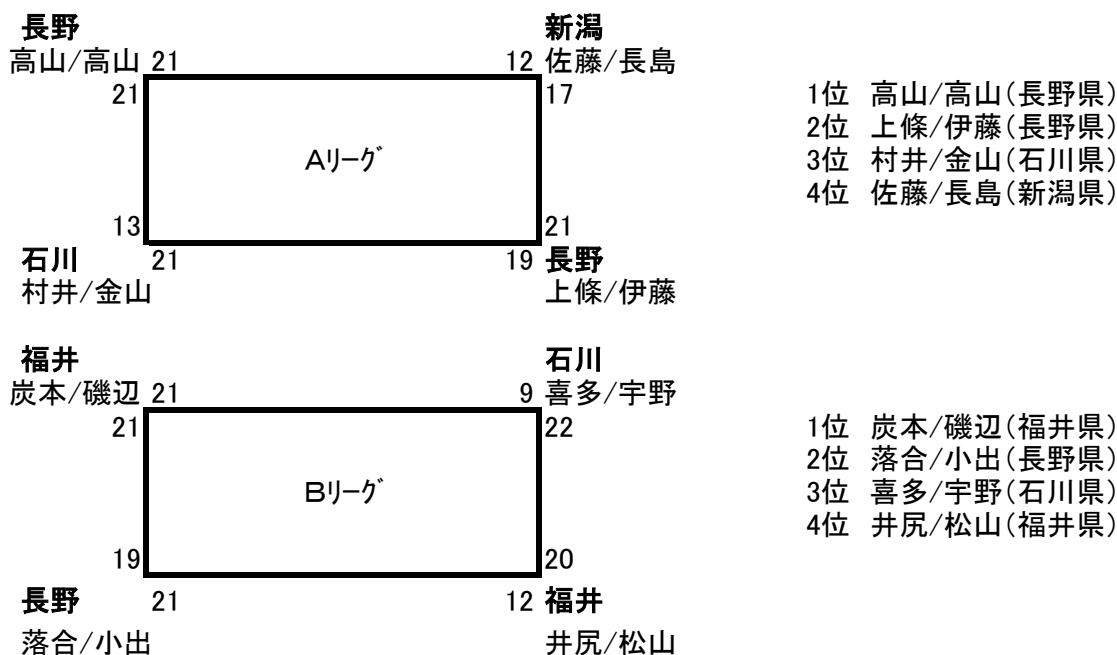 長野 新潟
高山/高山 21 12 佐藤/長島
21 17 1位 高山/高山(長野県)
2位 上條/伊藤(長野県)
Aﾘｰｸﾞ 3位 村井/金山(石川県)
4位 佐藤/長島(新潟県)
13 21
石川 21 19 長野
村井/金山 上條/伊藤
福井 石川
炭本/磯辺 21 9 喜多/宇野
21 22 1位 炭本/磯辺(福井県)
2位 落合/小出(長野県)
Bﾘｰｸﾞ 3位 喜多/宇野(石川県)
4位 井尻/松山(福井県)
19 20
長野 21 12 福井
落合/小出 井尻/松山